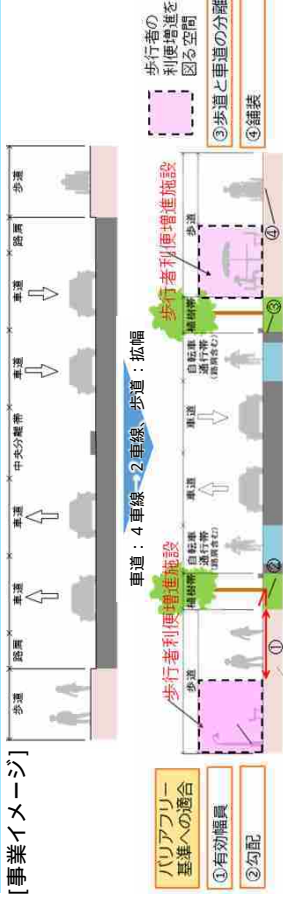 [事業イメージ]
歩道
路肩
車道
車道
中央分離帯
車道
車道
路肩
歩道
車道：4車線→2車線、歩道：拡幅
歩行者の
利便増進を
図る空間
バリアフリー
基準への適合
①有効幅員
②勾配
③歩道と車道の分離
④舗装
歩行者利便増進施設
歩道
植樹帯
自転車
通行帯
(路肩含む)
車道
車道
自転車
通行帯
(路肩含む)
植樹帯
歩行者利便増進施設
歩道
①
②
③
④